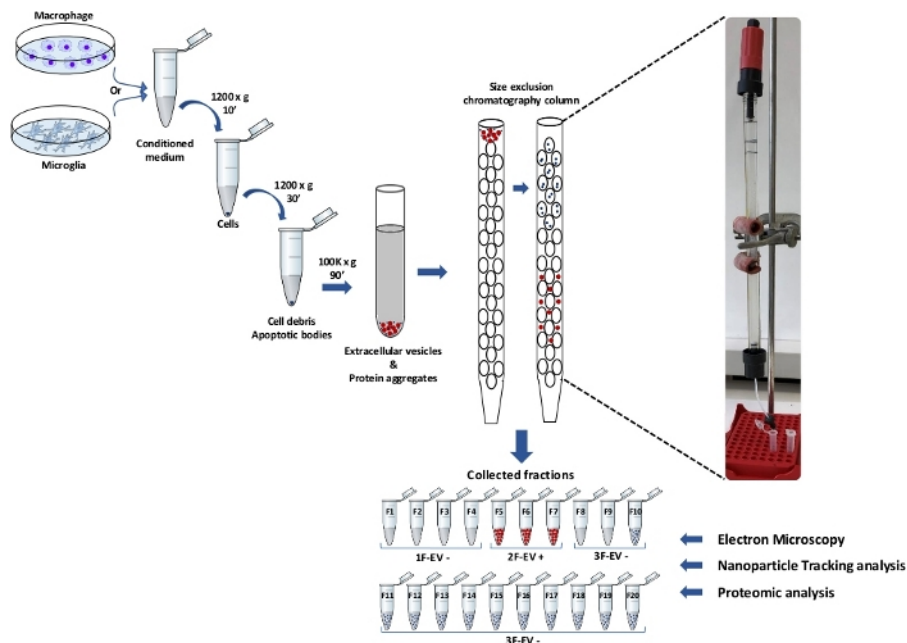 Macrophage
Or
Microglia
Conditioned
medium
1200 x g
10’
Cells
1200 x g
30’
Cell debris
Apoptotic bodies
100K x g
90’
Extracellular vesicles
&
Protein aggregates
Size exclusion
chromatography column
Collected fractions
F1 F2 F3 F4 F5 F6 F7 F8 F9 F10
1F-EV - 2F-EV + 3F-EV -
F11 F12 F13 F14 F15 F16 F17 F18 F19 F20
3F-EV -
Electron Microscopy
Nanoparticle Tracking analysis
Proteomic analysis